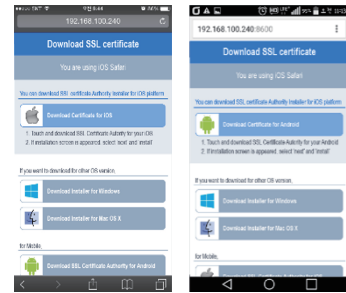 192.168.100.240
Download SSL certificate
You are using iOS Safari
You can download SSL certificate Authority Installer for iOS platform
Download Certificate for iOS
1. Touch and download SSL Certificate Autority for your iOS
2. If installation screen is appeared, select 'next' and 'install'
If you want to download for other OS version,
Download Installer for Windows
Download Installer for Mac OS X
for Mobile,
Download SSL Certificate Authority for Android
192.168.100.240:8600
Download SSL certificate
You are using iOS Safari
You can download SSL certificate Authority Installer for iOS platform
Download Certificate for Android
1. Touch and download SSL Certificate Autority for your Android
2. If installation screen is appeared, select 'next' and 'install'
If you want to download for other OS version,
Download Installer for Windows
Download Installer for Mac OS X
for Mobile,